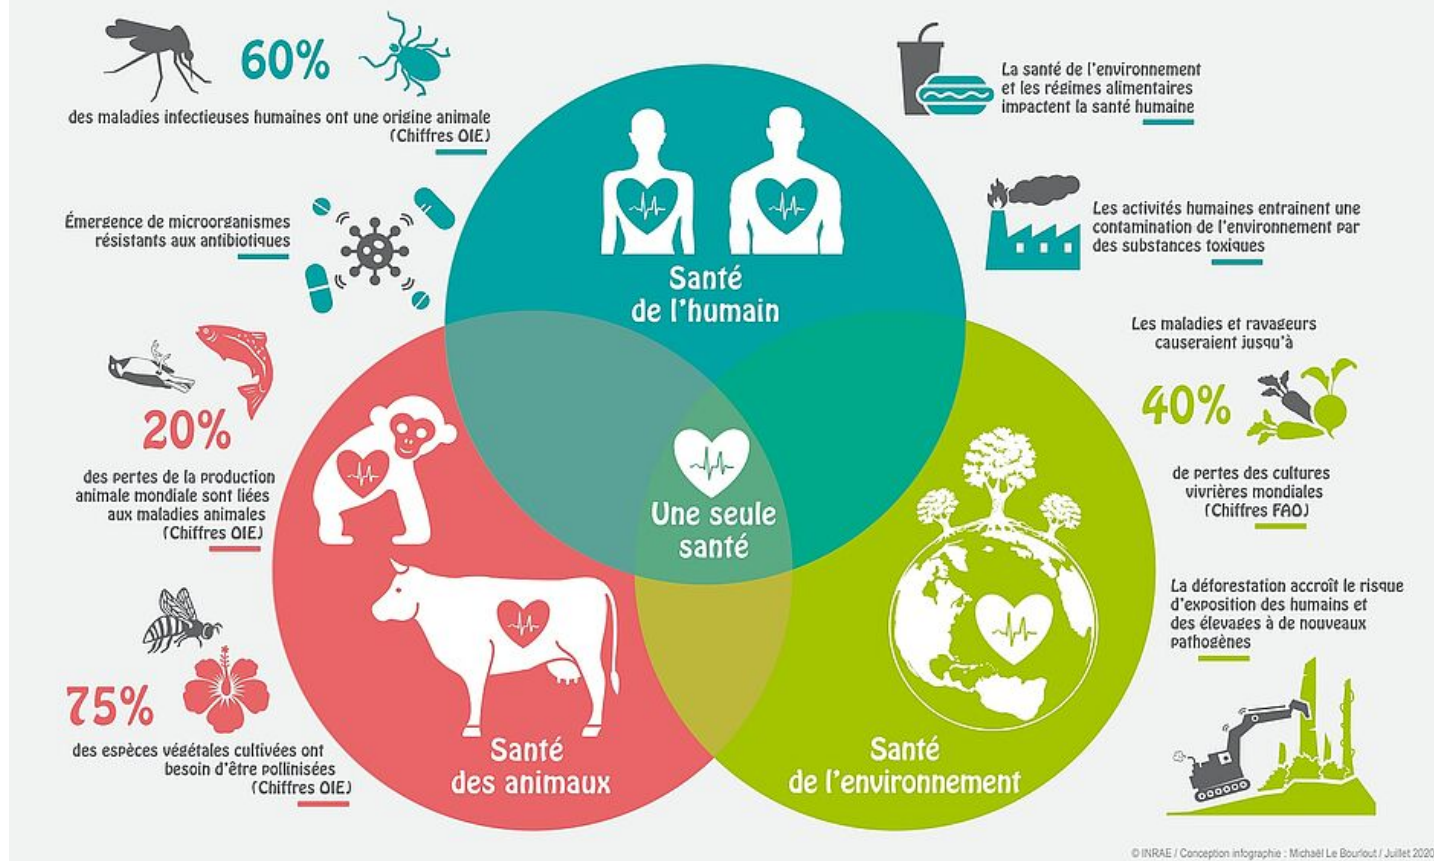 60%
des maladies infectieuses humaines ont une origine animale
(Chiffres OIE)
Émergence de microorganismes
résistants aux antibiotiques
20%
des pertes de la production
animale mondiale sont liées
aux maladies animales
(Chiffres OIE)
75%
des espèces végétales cultivées ont
besoin d'être pollinisées
(Chiffres OIE)
Santé
de l'humain
Une seule
santé
Santé
des animaux
Santé
de l'environnement
La santé de l'environnement
et les régimes alimentaires
impactent la santé humaine
Les activités humaines entrainent une
contamination de l'environnement par
des substances toxiques
Les maladies et ravageurs
causeraient jusqu'à
40%
de pertes des cultures
vivrières mondiales
(Chiffres FAO)
La déforestation accroît le risque
d'exposition des humains et
des élevages à de nouveaux
pathogènes
© INRAE / Conception infographie : Michaël Le Bourlout / Juillet 2020